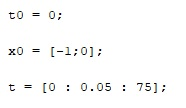 t0 = 0;
x0 = [-1;0];
t = [0 : 0.05 : 75];